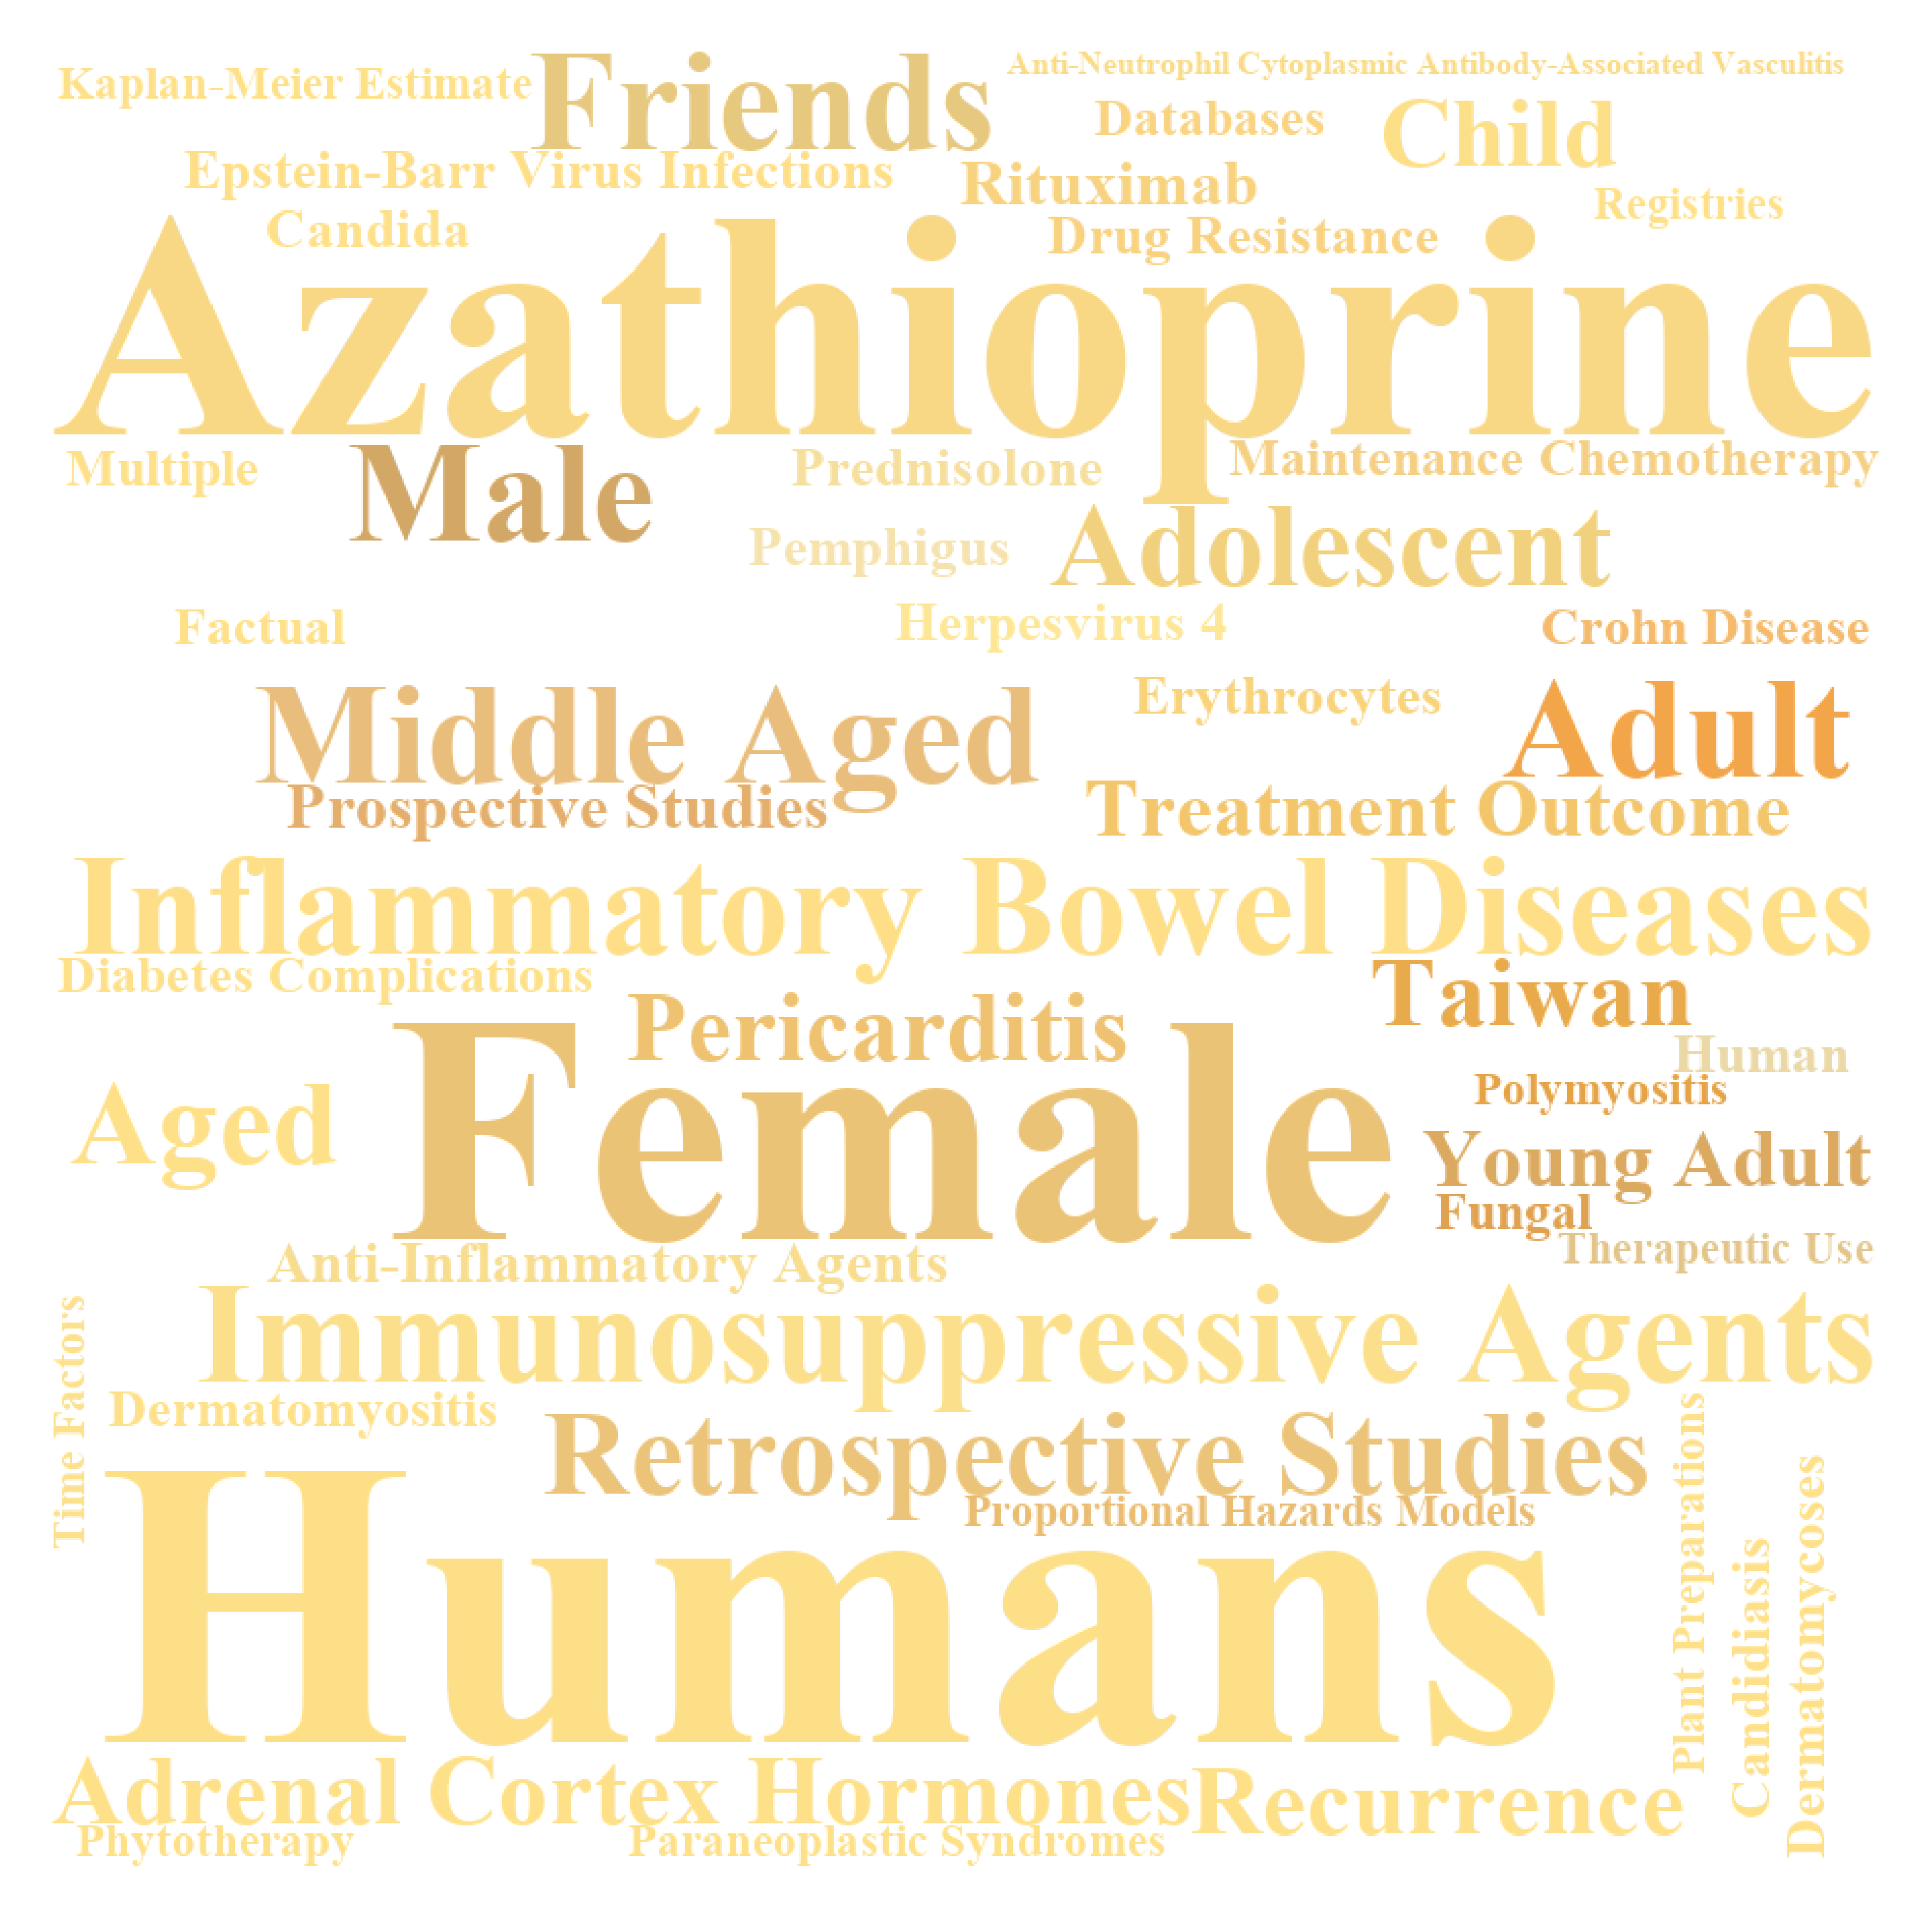 Kaplan-Meier Estimate
Friends
Anti-Neutrophil Cytoplasmic Antibody-Associated Vasculitis
Databases
Child
Epstein-Barr Virus Infections
Rituximab
Registries
Candida
Drug Resistance
Azathioprine
Multiple
Male
Prednisolone
Maintenance Chemotherapy
Pemphigus
Adolescent
Factual
Herpesvirus 4
Crohn Disease
Middle Aged
Erythrocytes
Adult
Prospective Studies
Treatment Outcome
Inflammatory Bowel Diseases
Diabetes Complications
Taiwan
Pericarditis
Human
Female
Polymyositis
Aged
Young Adult
Fungal
Therapeutic Use
Anti-Inflammatory Agents
Immunosuppressive Agents
Time Factors
Dermatomyositis
Retrospective Studies
Proportional Hazards Models
Humans
Plant Preparations
Candidiasis
Dermatomycoses
Adrenal Cortex Hormones
Recurrence
Phytotherapy
Paraneoplastic Syndromes